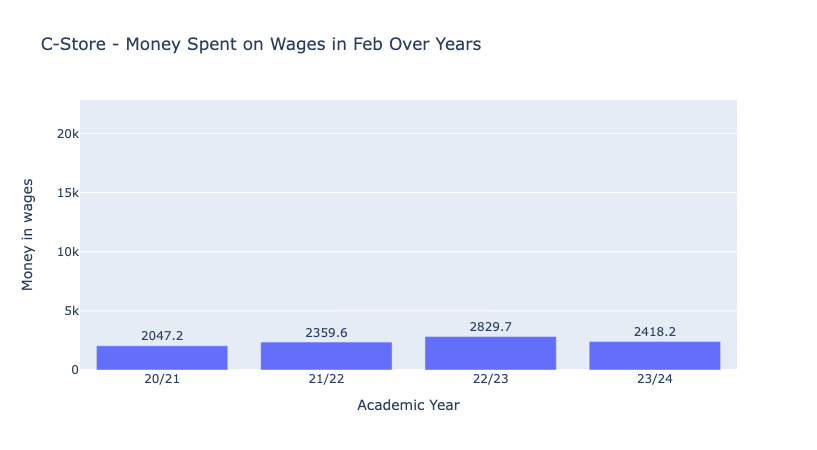 C-Store - Money Spent on Wages in Feb Over Years
Money in wages
20k
15k
10k
5k
0
2047.2
2359.6
2829.7
2418.2
20/21
21/22
22/23
23/24
Academic Year